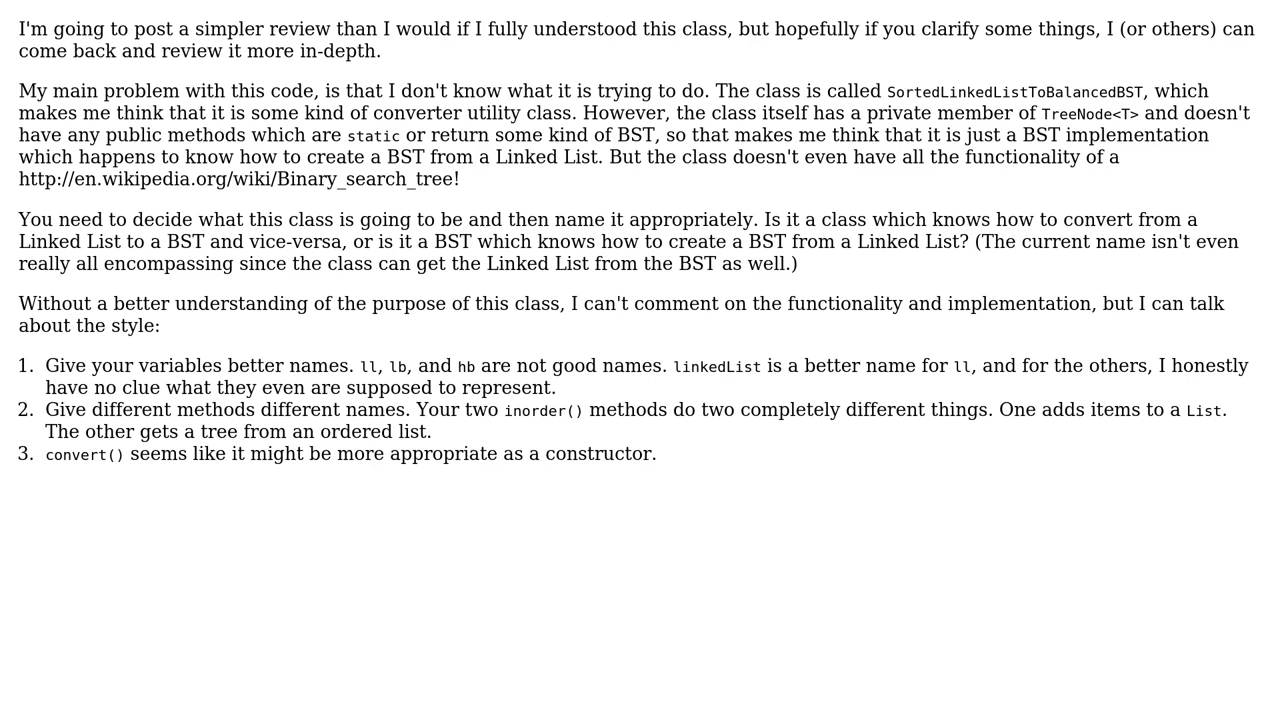 I'm going to post a simpler review than I would if I fully understood this class, but hopefully if you clarify some things, I (or others) can
come back and review it more in-depth.
My main problem with this code, is that I don't know what it is trying to do. The class is called SortedLinkedListToBalancedBST, which
makes me think that it is some kind of converter utility class. However, the class itself has a private member of TreeNode<T> and doesn't
have any public methods which are static or return some kind of BST, so that makes me think that it is just a BST implementation
which happens to know how to create a BST from a Linked List. But the class doesn't even have all the functionality of a
http://en.wikipedia.org/wiki/Binary_search_tree!
You need to decide what this class is going to be and then name it appropriately. Is it a class which knows how to convert from a
Linked List to a BST and vice-versa, or is it a BST which knows how to create a BST from a Linked List? (The current name isn't even
really all encompassing since the class can get the Linked List from the BST as well.)
Without a better understanding of the purpose of this class, I can't comment on the functionality and implementation, but I can talk
about the style:
1. Give your variables better names. ll, lb, and hb are not good names. linkedList is a better name for ll, and for the others, I honestly
have no clue what they even are supposed to represent.
2. Give different methods different names. Your two inorder() methods do two completely different things. One adds items to a List.
The other gets a tree from an ordered list.
3. convert() seems like it might be more appropriate as a constructor.